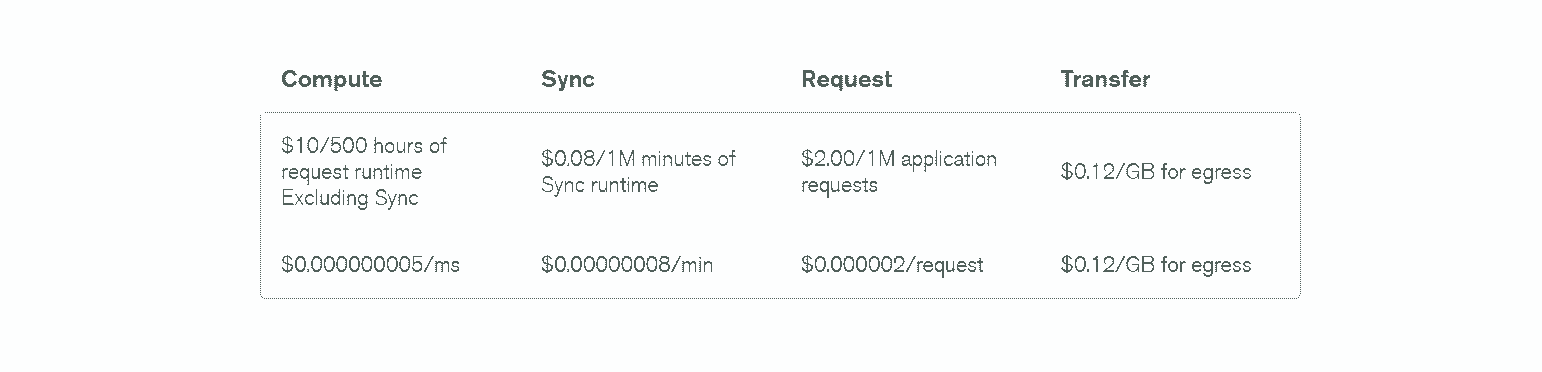 Compute Sync Request Transfer
$10/500 hours of
request runtime
Excluding Sync
$0.08/1M minutes of
Sync runtime
$2.00/1M application
requests
$0.12/GB for egress
$0.000000005/ms $0.00000008/min $0.000002/request $0.12/GB for egress